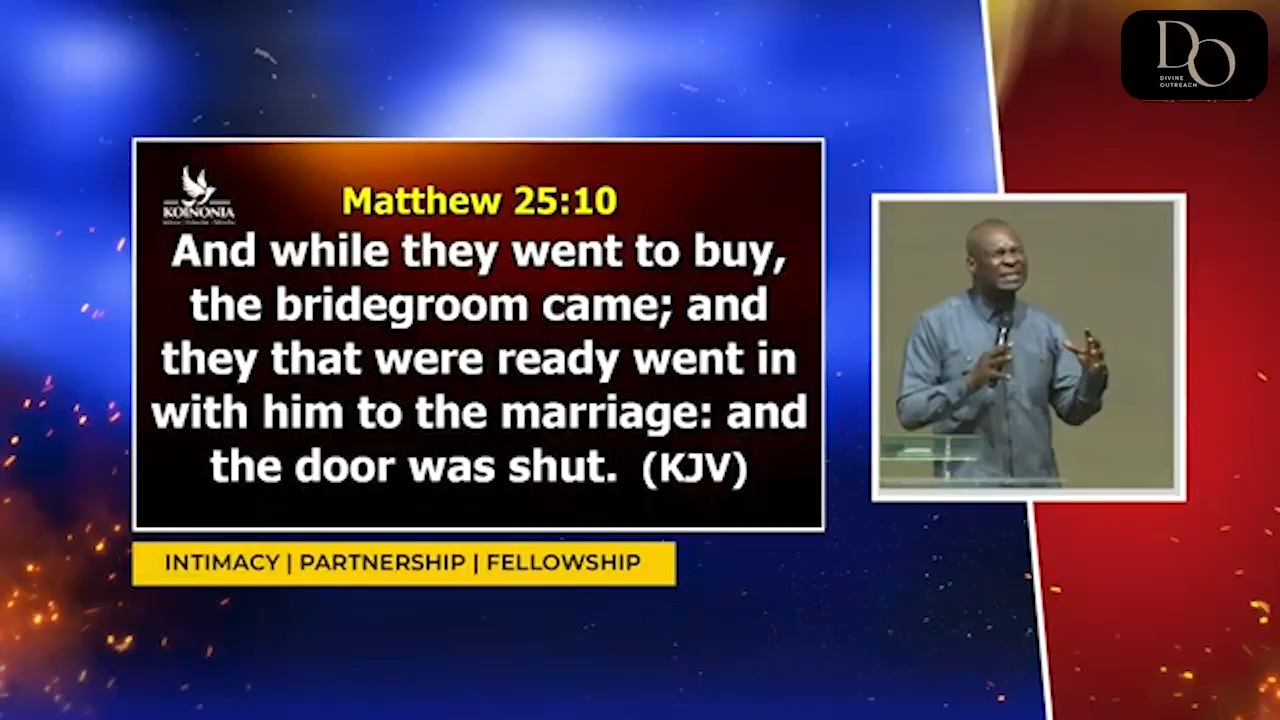 KOINONIA
Matthew 25:10
And while they went to buy,
the bridegroom came; and
they that were ready went in
with him to the marriage: and
the door was shut. (KJV)
INTIMACY | PARTNERSHIP | FELLOWSHIP
DO
DIVINE
OUTREACH